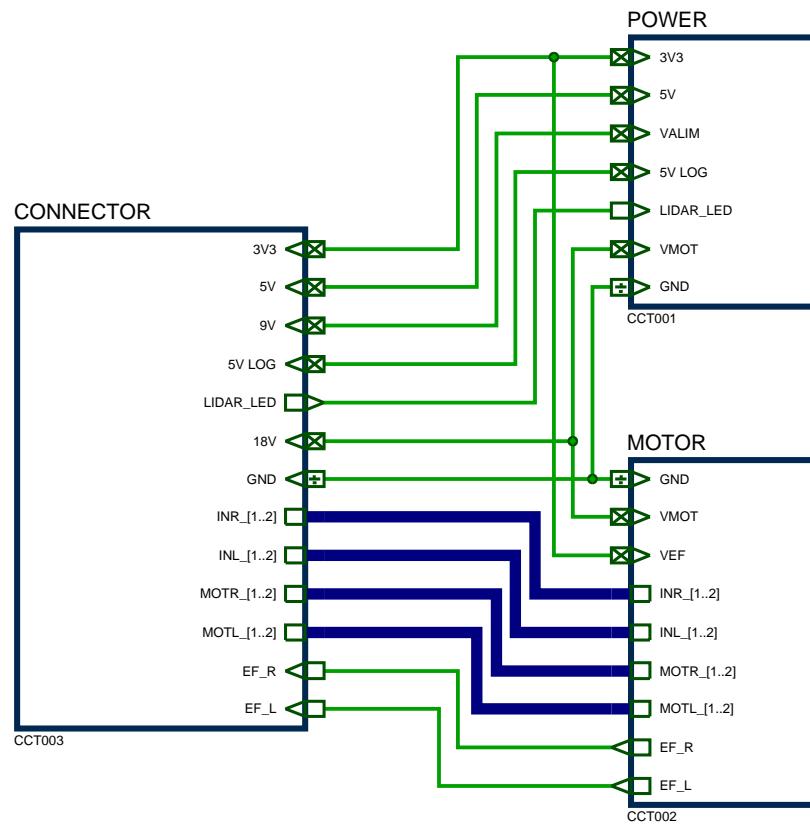 POWER
3V3
5V
VALIM
5V LOG
LIDAR_LED
VMOT
GND
CCT001
CONNECTOR
3V3
5V
9V
5V LOG
LIDAR_LED
18V
GND
INR_[1..2]
INL_[1..2]
MOTR_[1..2]
MOTL_[1..2]
EF_R
EF_L
CCT003
MOTOR
GND
VMOT
VEF
INR_[1..2]
INL_[1..2]
MOTR_[1..2]
MOTL_[1..2]
EF_R
EF_L
CCT002